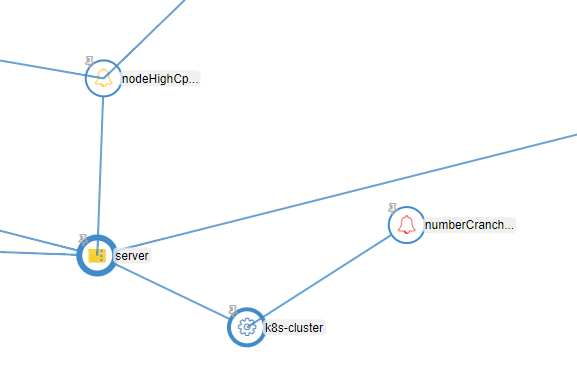 nodeHighCp...
numberCranch...
server
k8s-cluster